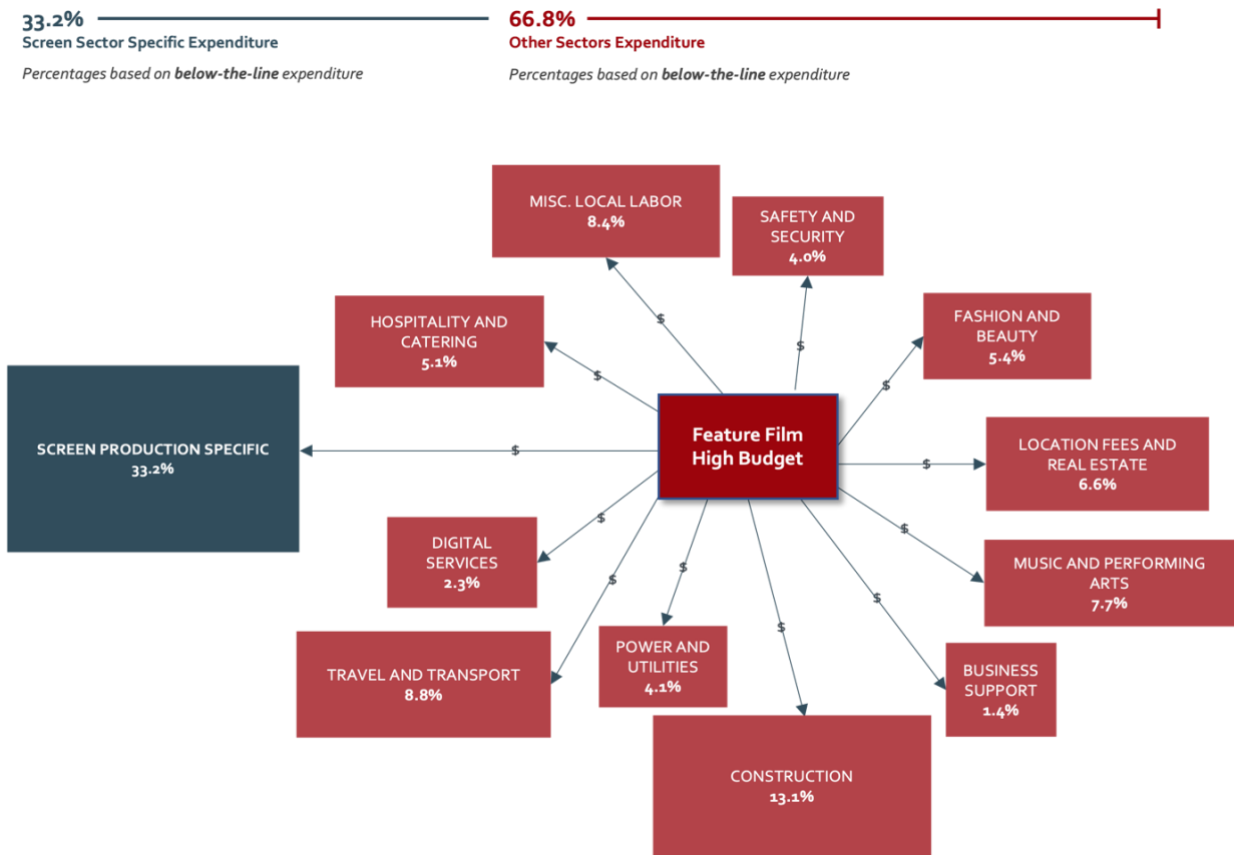 33.2%
Screen Sector Specific Expenditure
Percentages based on below-the-line expenditure
66.8%
Other Sectors Expenditure
Percentages based on below-the-line expenditure
MISC. LOCAL LABOR
8.4%
SAFETY AND
SECURITY
4.0%
HOSPITALITY AND
CATERING
5.1%
FASHION AND
BEAUTY
5.4%
SCREEN PRODUCTION SPECIFIC
33.2%
Feature Film
High Budget
LOCATION FEES AND
REAL ESTATE
6.6%
DIGITAL
SERVICES
2.3%
MUSIC AND PERFORMING
ARTS
7.7%
TRAVEL AND TRANSPORT
8.8%
POWER AND
UTILITIES
4.1%
BUSINESS
SUPPORT
1.4%
CONSTRUCTION
13.1%
$
$
$
$
$
$
$
$
$
$
$
$